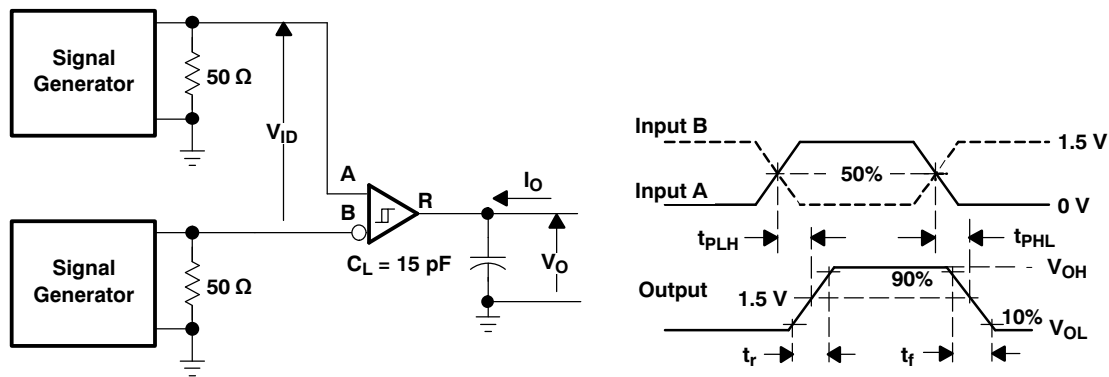 Signal
Generator
50 Ω
V_ID
A
B
R
I_O
V_O
C_L = 15 pF
Signal
Generator
50 Ω
Input B
1.5 V
50%
Input A
0 V
t_PLH
t_PHL
V_OH
90%
Output
1.5 V
10%
V_OL
t_r
t_f